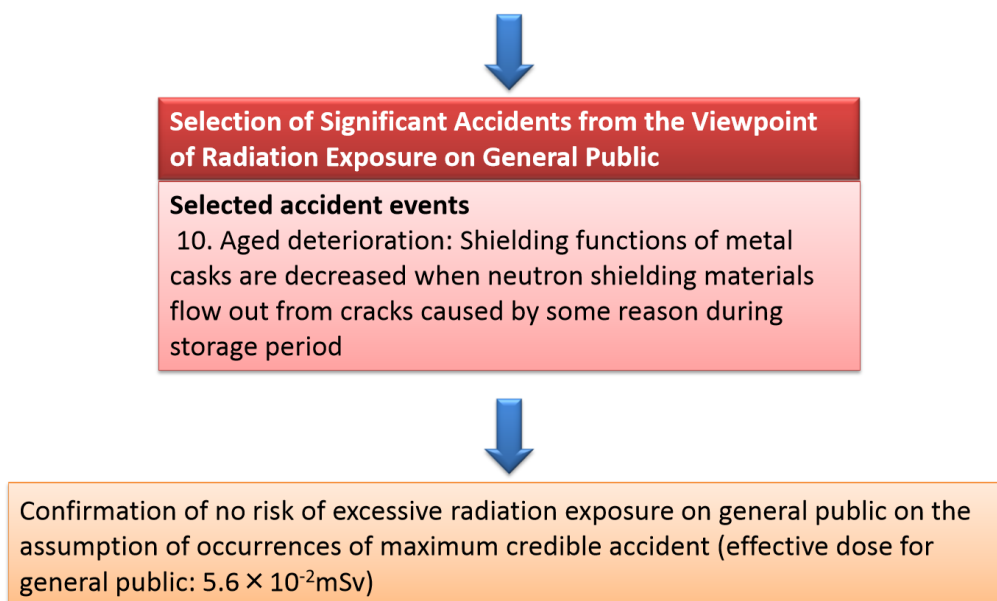 Selection of Significant Accidents from the Viewpoint
of Radiation Exposure on General Public
Selected accident events
10. Aged deterioration: Shielding functions of metal
casks are decreased when neutron shielding materials
flow out from cracks caused by some reason during
storage period
Confirmation of no risk of excessive radiation exposure on general public on the
assumption of occurrences of maximum credible accident (effective dose for
general public: 5.6 × 10⁻²mSv)